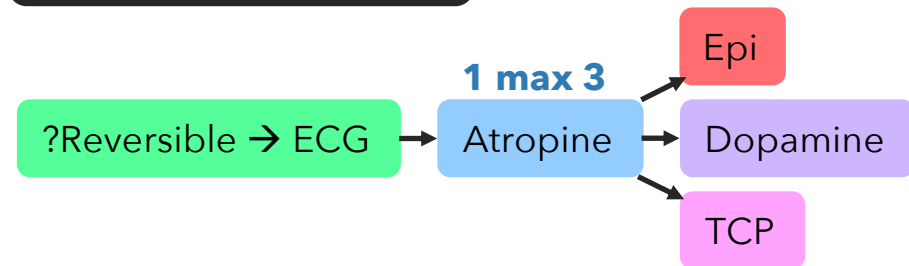 Epi
1 max 3
?Reversible → ECG
Atropine
Dopamine
TCP